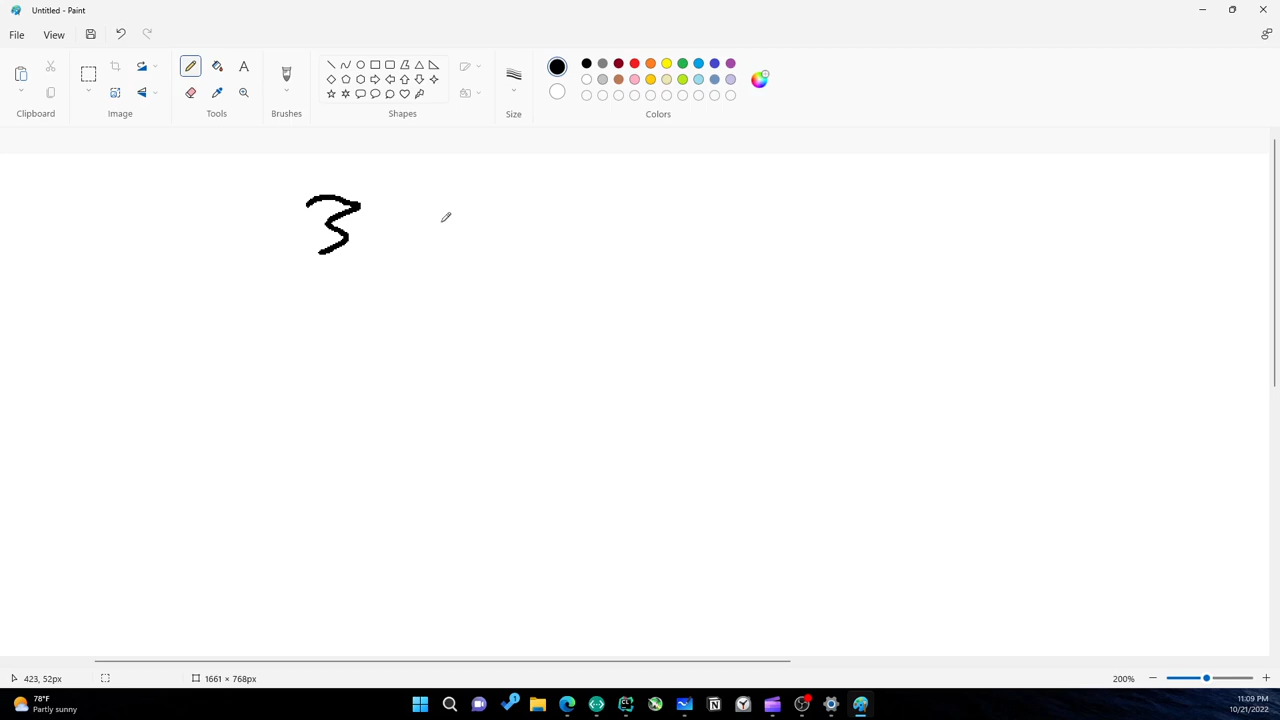 Untitled - Paint
File View
Clipboard Image Tools Brushes Shapes Size Colors
3
423, 52px 1661 × 768px 200%
1
78°F
Partly sunny
11:09 PM
10/21/2022